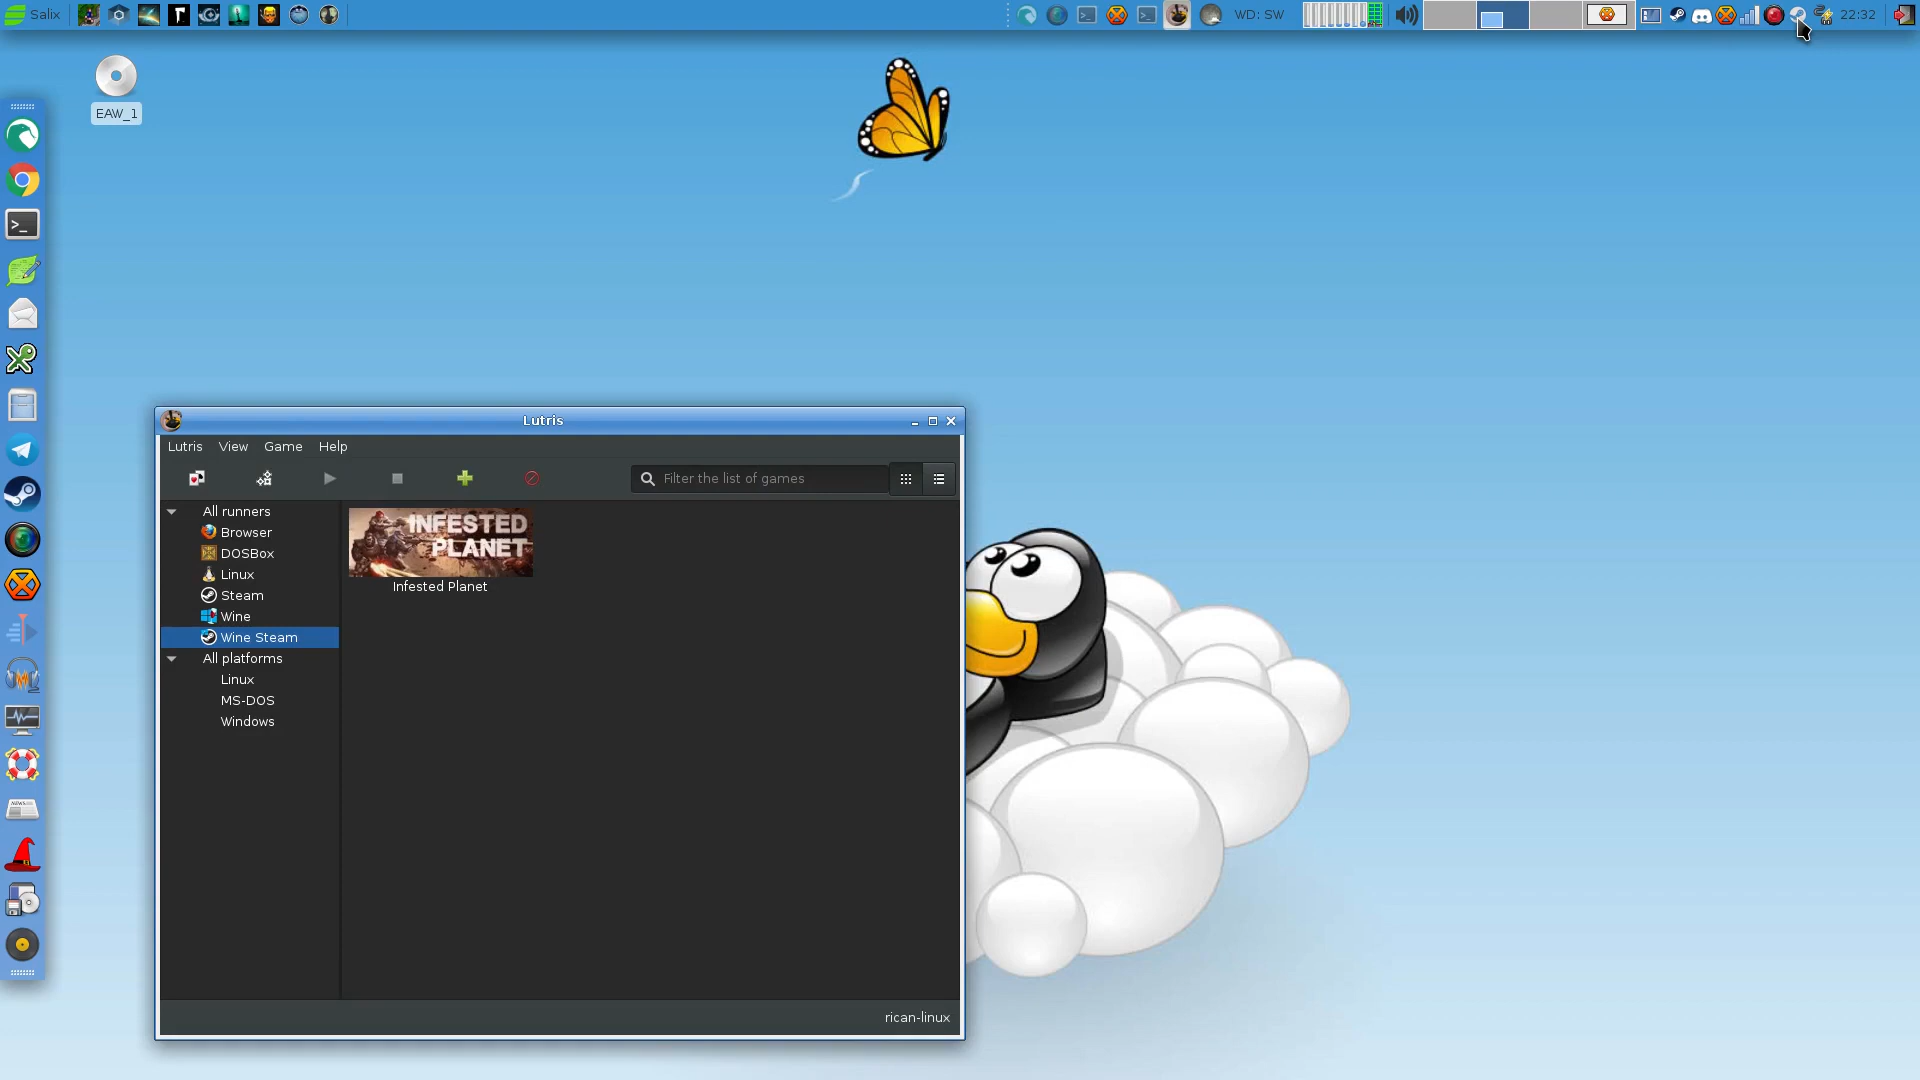 Salix
WD: SW
22:32
EAW_1
Lutris
Lutris View Game Help
Filter the list of games
All runners
Browser
DOSBox
Linux
Steam
Wine
Wine Steam
All platforms
Linux
MS-DOS
Windows
INFESTED
PLANET
Infested Planet
rican-linux
NEWS